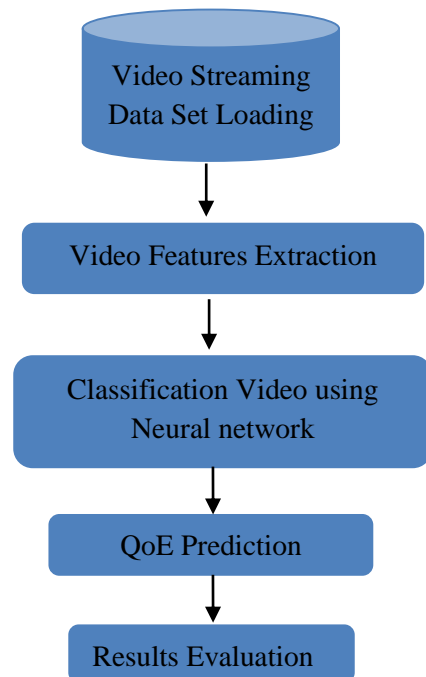 Video Streaming
Data Set Loading
Video Features Extraction
Classification Video using
Neural network
QoE Prediction
Results Evaluation